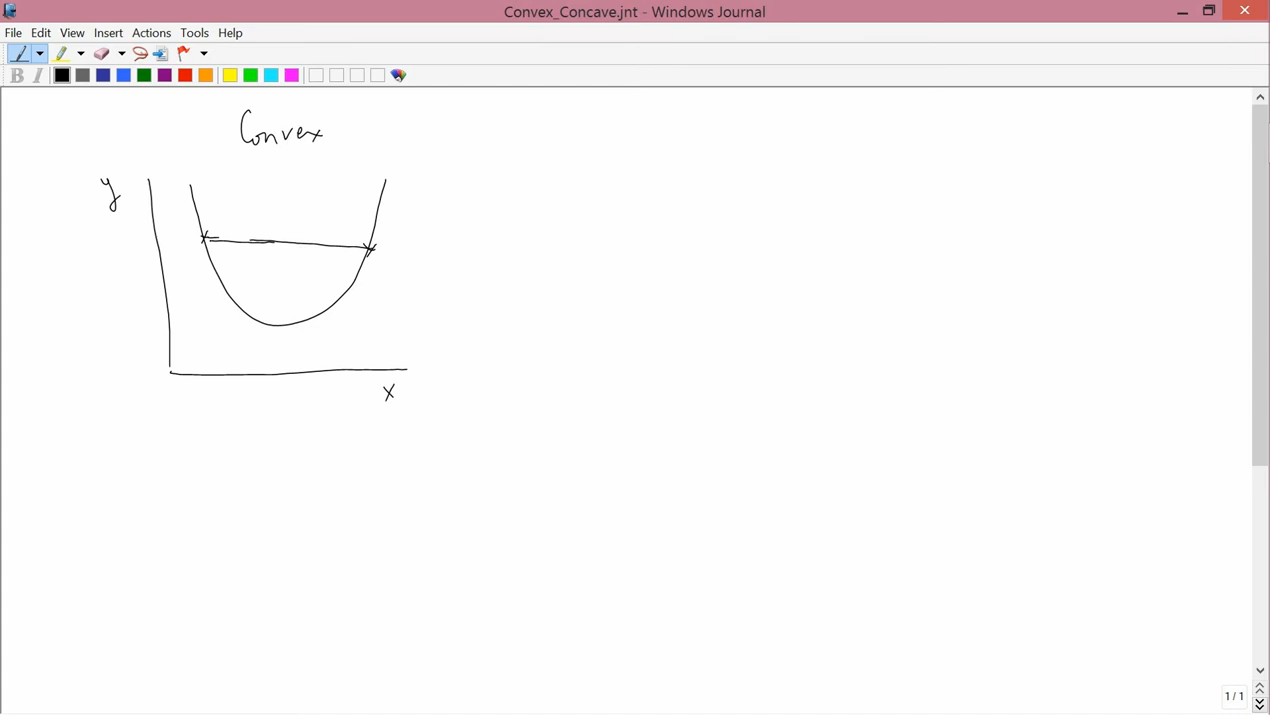 Convex_Concave.jnt - Windows Journal
File Edit View Insert Actions Tools Help
B I
Convex
y
x
1 / 1